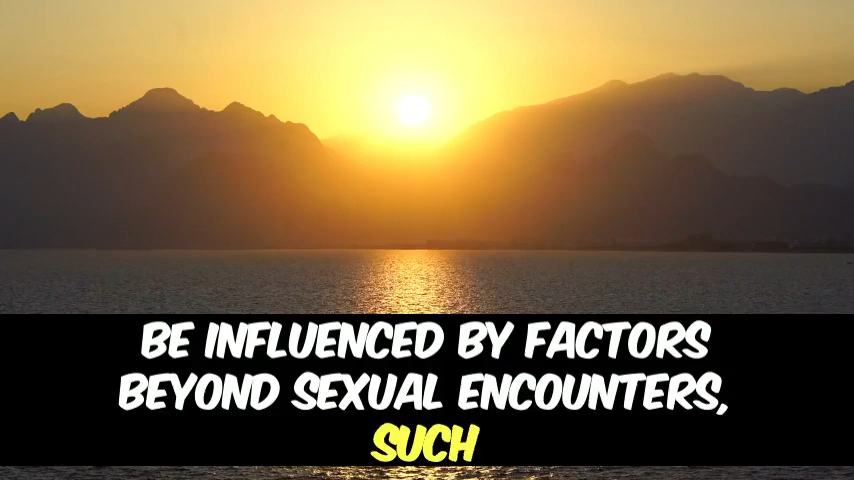 BE INFLUENCED BY FACTORS
BEYOND SEXUAL ENCOUNTERS,
SUCH